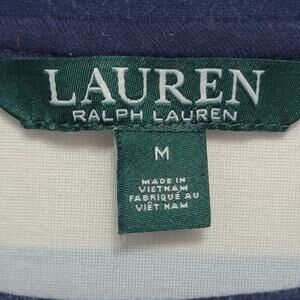 LAUREN
RALPH LAUREN
M
MADE IN
VIETNAM
FABRIQUÉ AU
VIÊT NAM